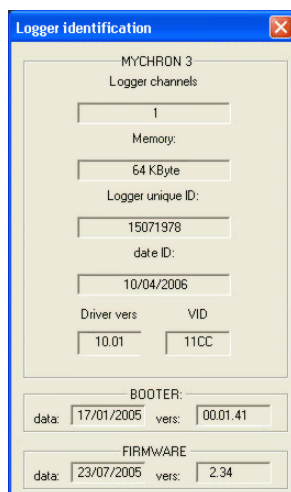 Logger identification
MYCHRON 3
Logger channels
1
Memory:
64 KByte
Logger unique ID:
15071978
date ID:
10/04/2006
Driver vers VID
10.01 11CC
BOOTER:
data: 17/01/2005 vers: 00.01.41
FIRMWARE
data: 23/07/2005 vers: 2.34